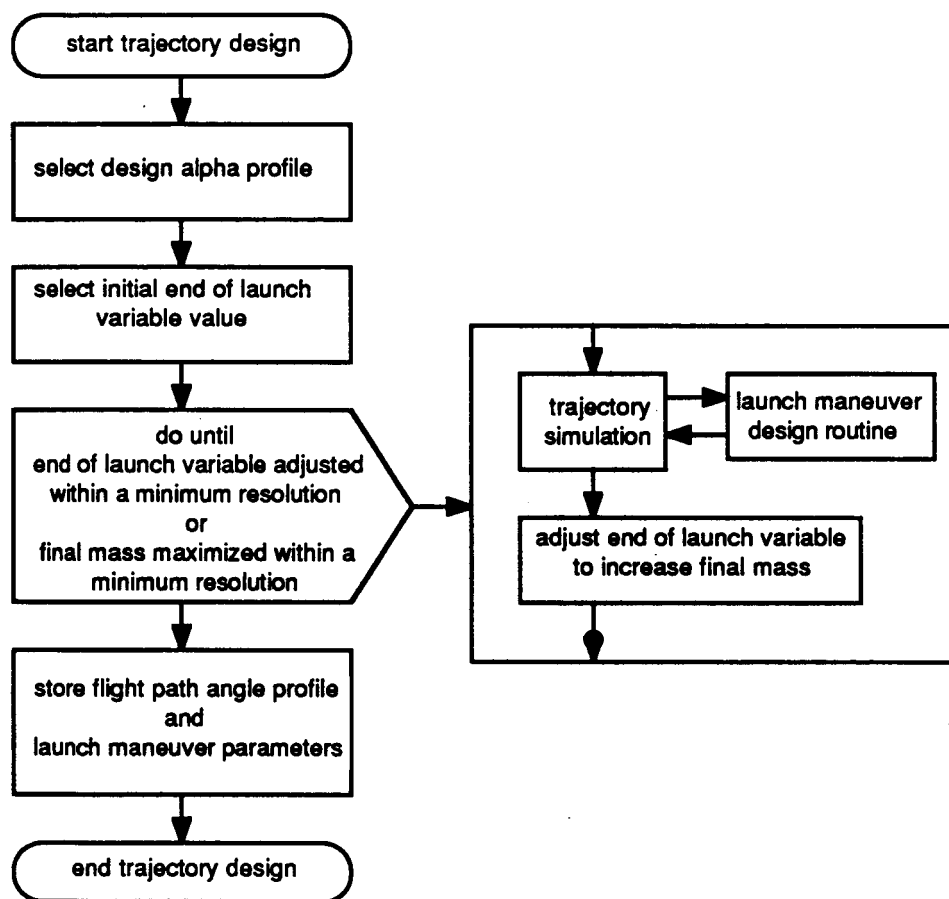 start trajectory design
select design alpha profile
select initial end of launch
variable value
do until
end of launch variable adjusted
within a minimum resolution
or
final mass maximized within a
minimum resolution
trajectory
simulation
launch maneuver
design routine
adjust end of launch variable
to increase final mass
store flight path angle profile
and
launch maneuver parameters
end trajectory design